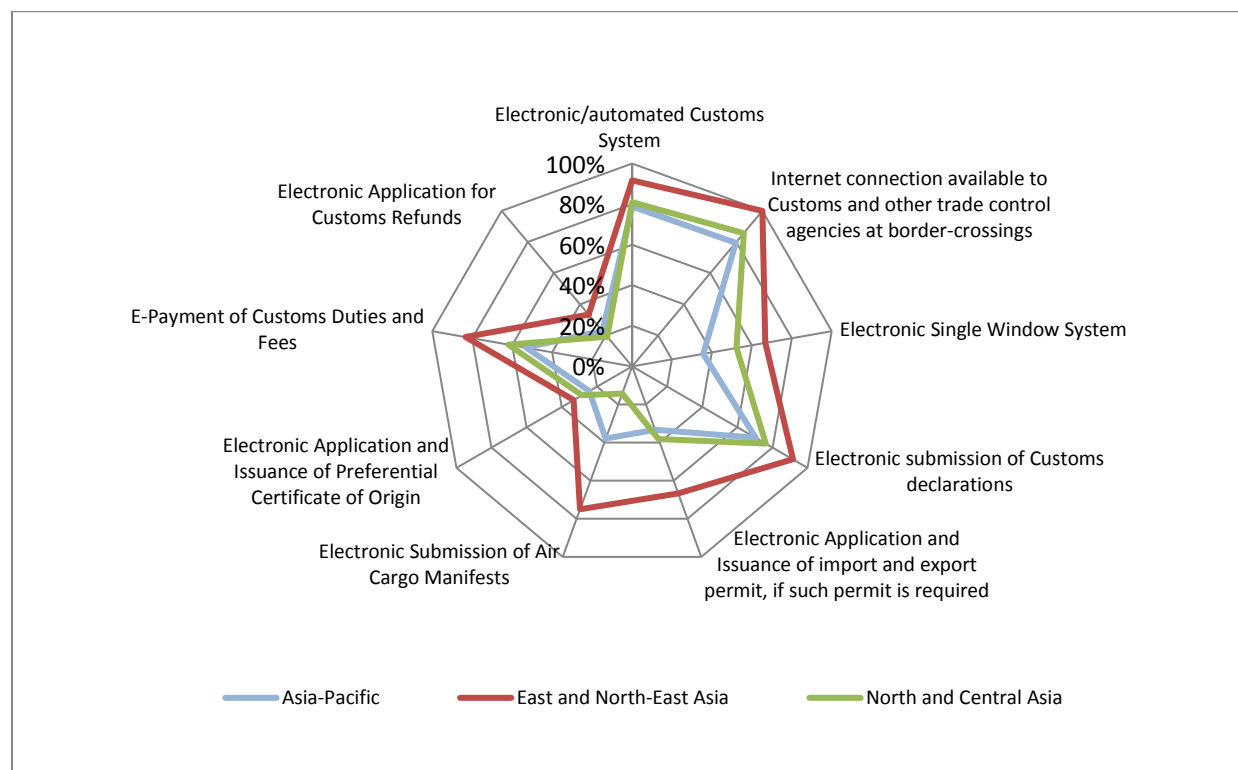 Electronic/automated Customs
System
100%
80%
60%
40%
20%
0%
Internet connection available to
Customs and other trade control
agencies at border-crossings
Electronic Single Window System
Electronic submission of Customs
declarations
Electronic Application and
Issuance of import and export
permit, if such permit is required
Electronic Submission of Air
Cargo Manifests
Electronic Application and
Issuance of Preferential
Certificate of Origin
E-Payment of Customs Duties and
Fees
Electronic Application for
Customs Refunds
Asia-Pacific
East and North-East Asia
North and Central Asia